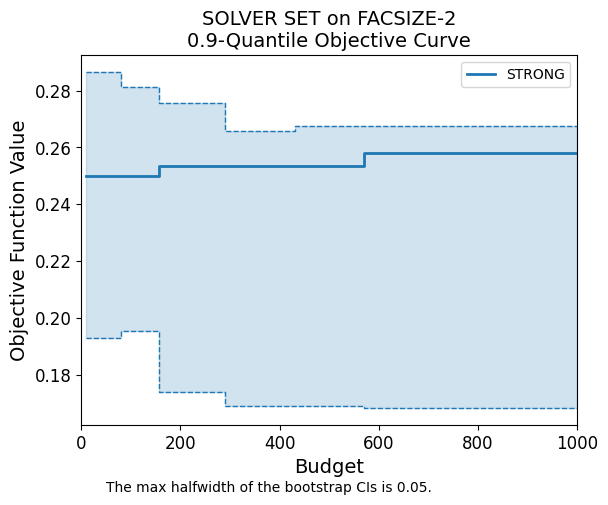 SOLVER SET on FACSIZE-2
0.9-Quantile Objective Curve
STRONG
Objective Function Value
0.28
0.26
0.24
0.22
0.20
0.18
0 200 400 600 800 1000
Budget
The max halfwidth of the bootstrap CIs is 0.05.